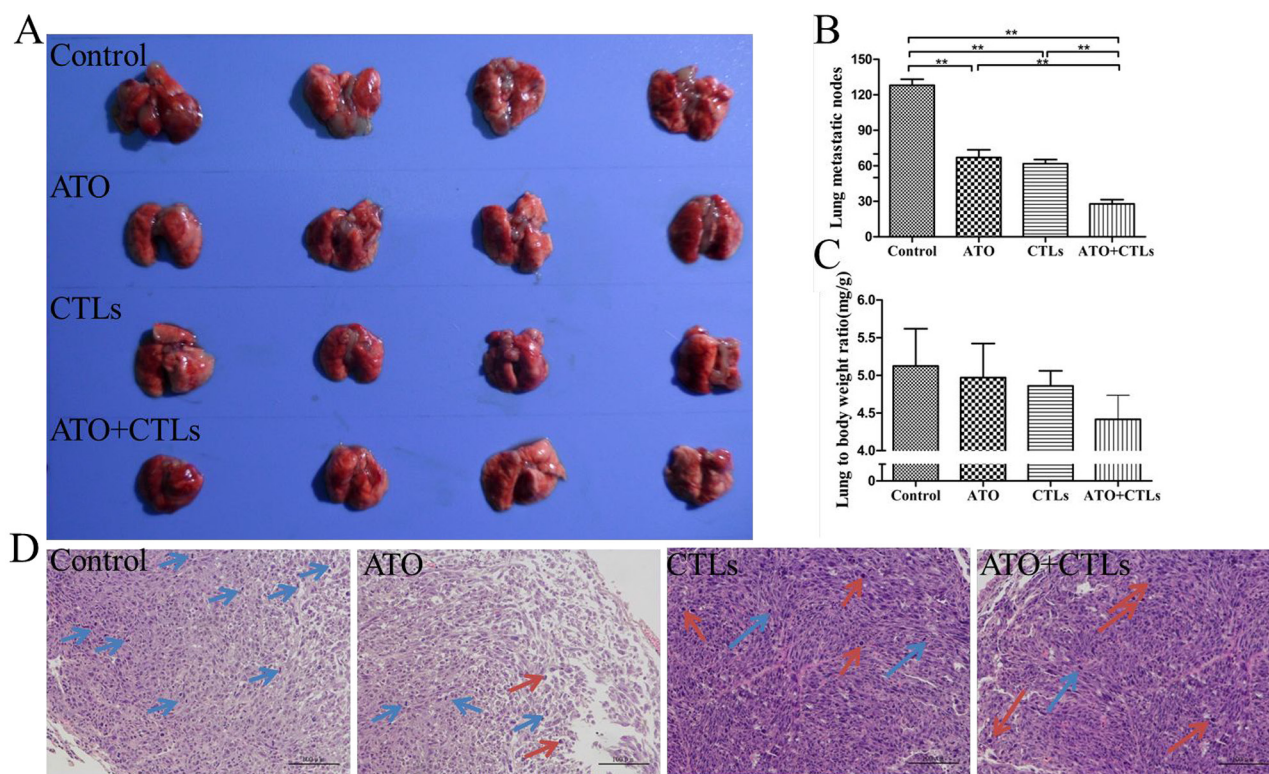 A
Control
ATO
CTLs
ATO+CTLs
B
Lung metastatic nodes
150
120
90
60
30
0
**
**
**
**
**
Control
ATO
CTLs
ATO+CTLs
C
Lung to body weight ratio(mg/g)
6.0
5.5
5.0
4.5
4.0
0
Control
ATO
CTLs
ATO+CTLs
D
Control
ATO
CTLs
ATO+CTLs